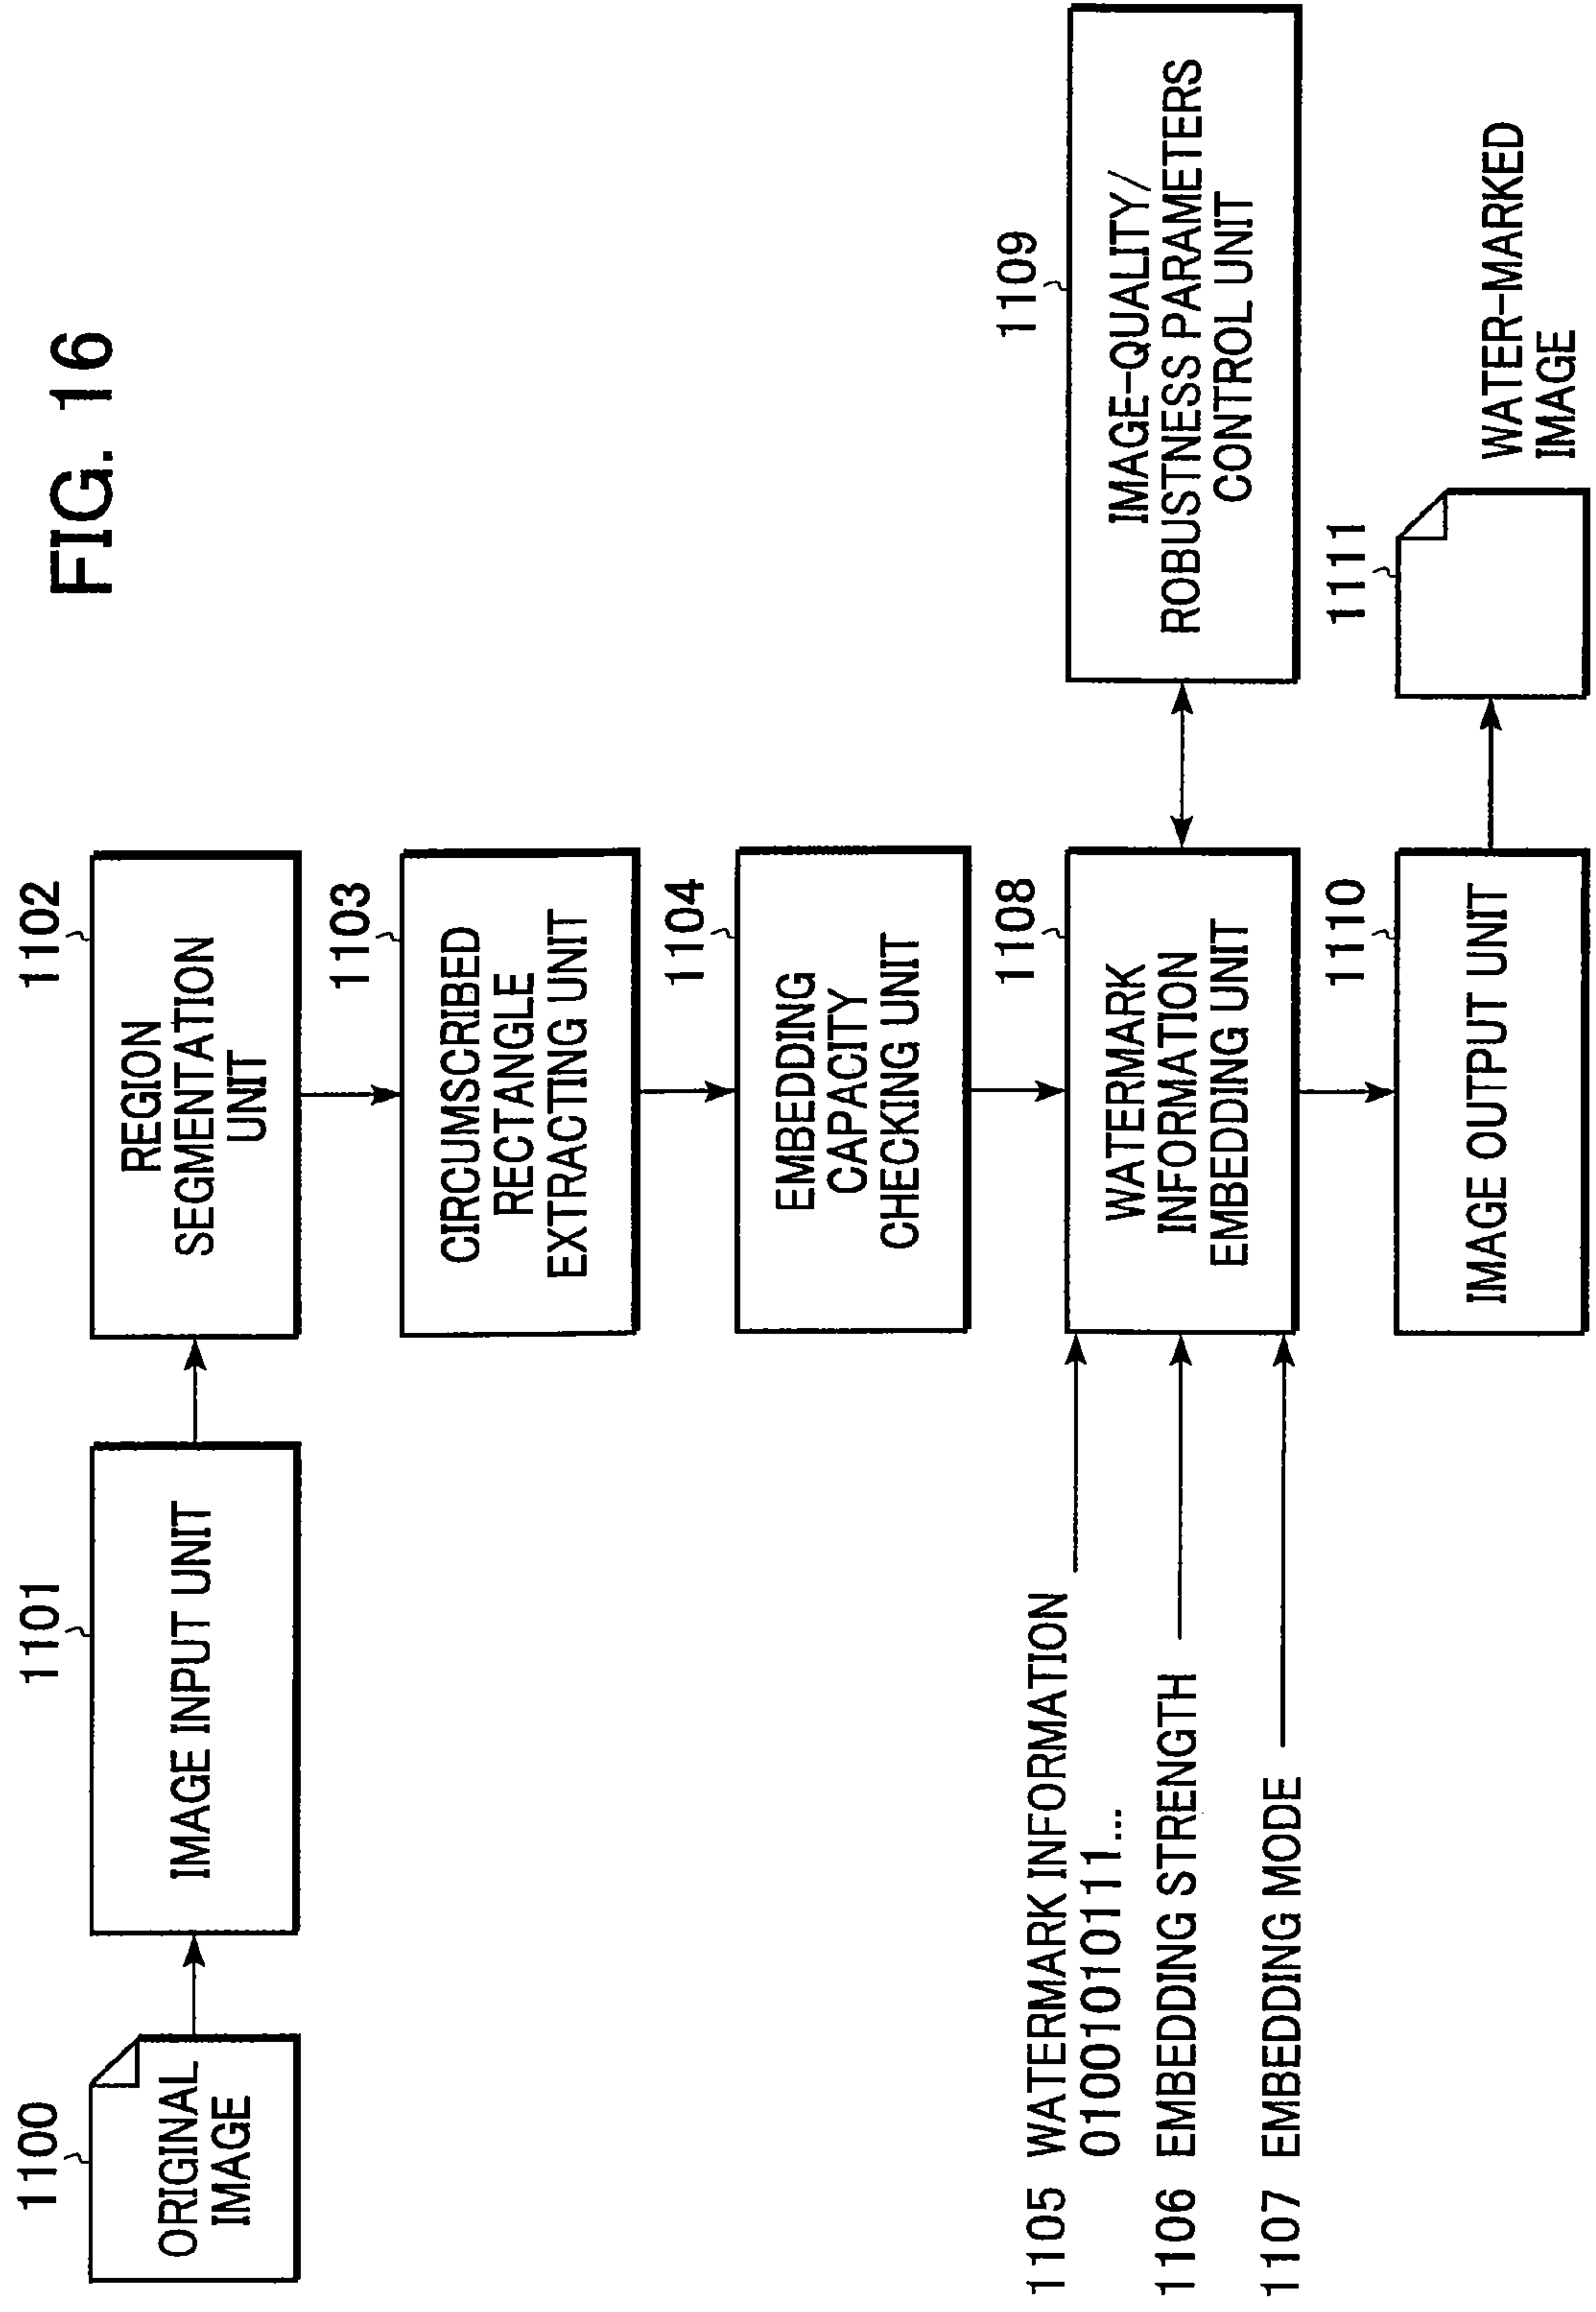 FIG. 16
1100
ORIGINAL
IMAGE
1101
IMAGE INPUT UNIT
1102
REGION
SEGMENTATION
UNIT
1103
CIRCUMSCRIBED
RECTANGLE
EXTRACTING UNIT
1104
EMBEDDING
CAPACITY
CHECKING UNIT
1105 WATERMARK INFORMATION
0100101010111...
1106 EMBEDDING STRENGTH
1107 EMBEDDING MODE
1108
WATERMARK
INFORMATION
EMBEDDING UNIT
1109
IMAGE-QUALITY/
ROBUSTNESS PARAMETERS
CONTROL UNIT
1110
IMAGE OUTPUT UNIT
1111
WATER-MARKED
IMAGE